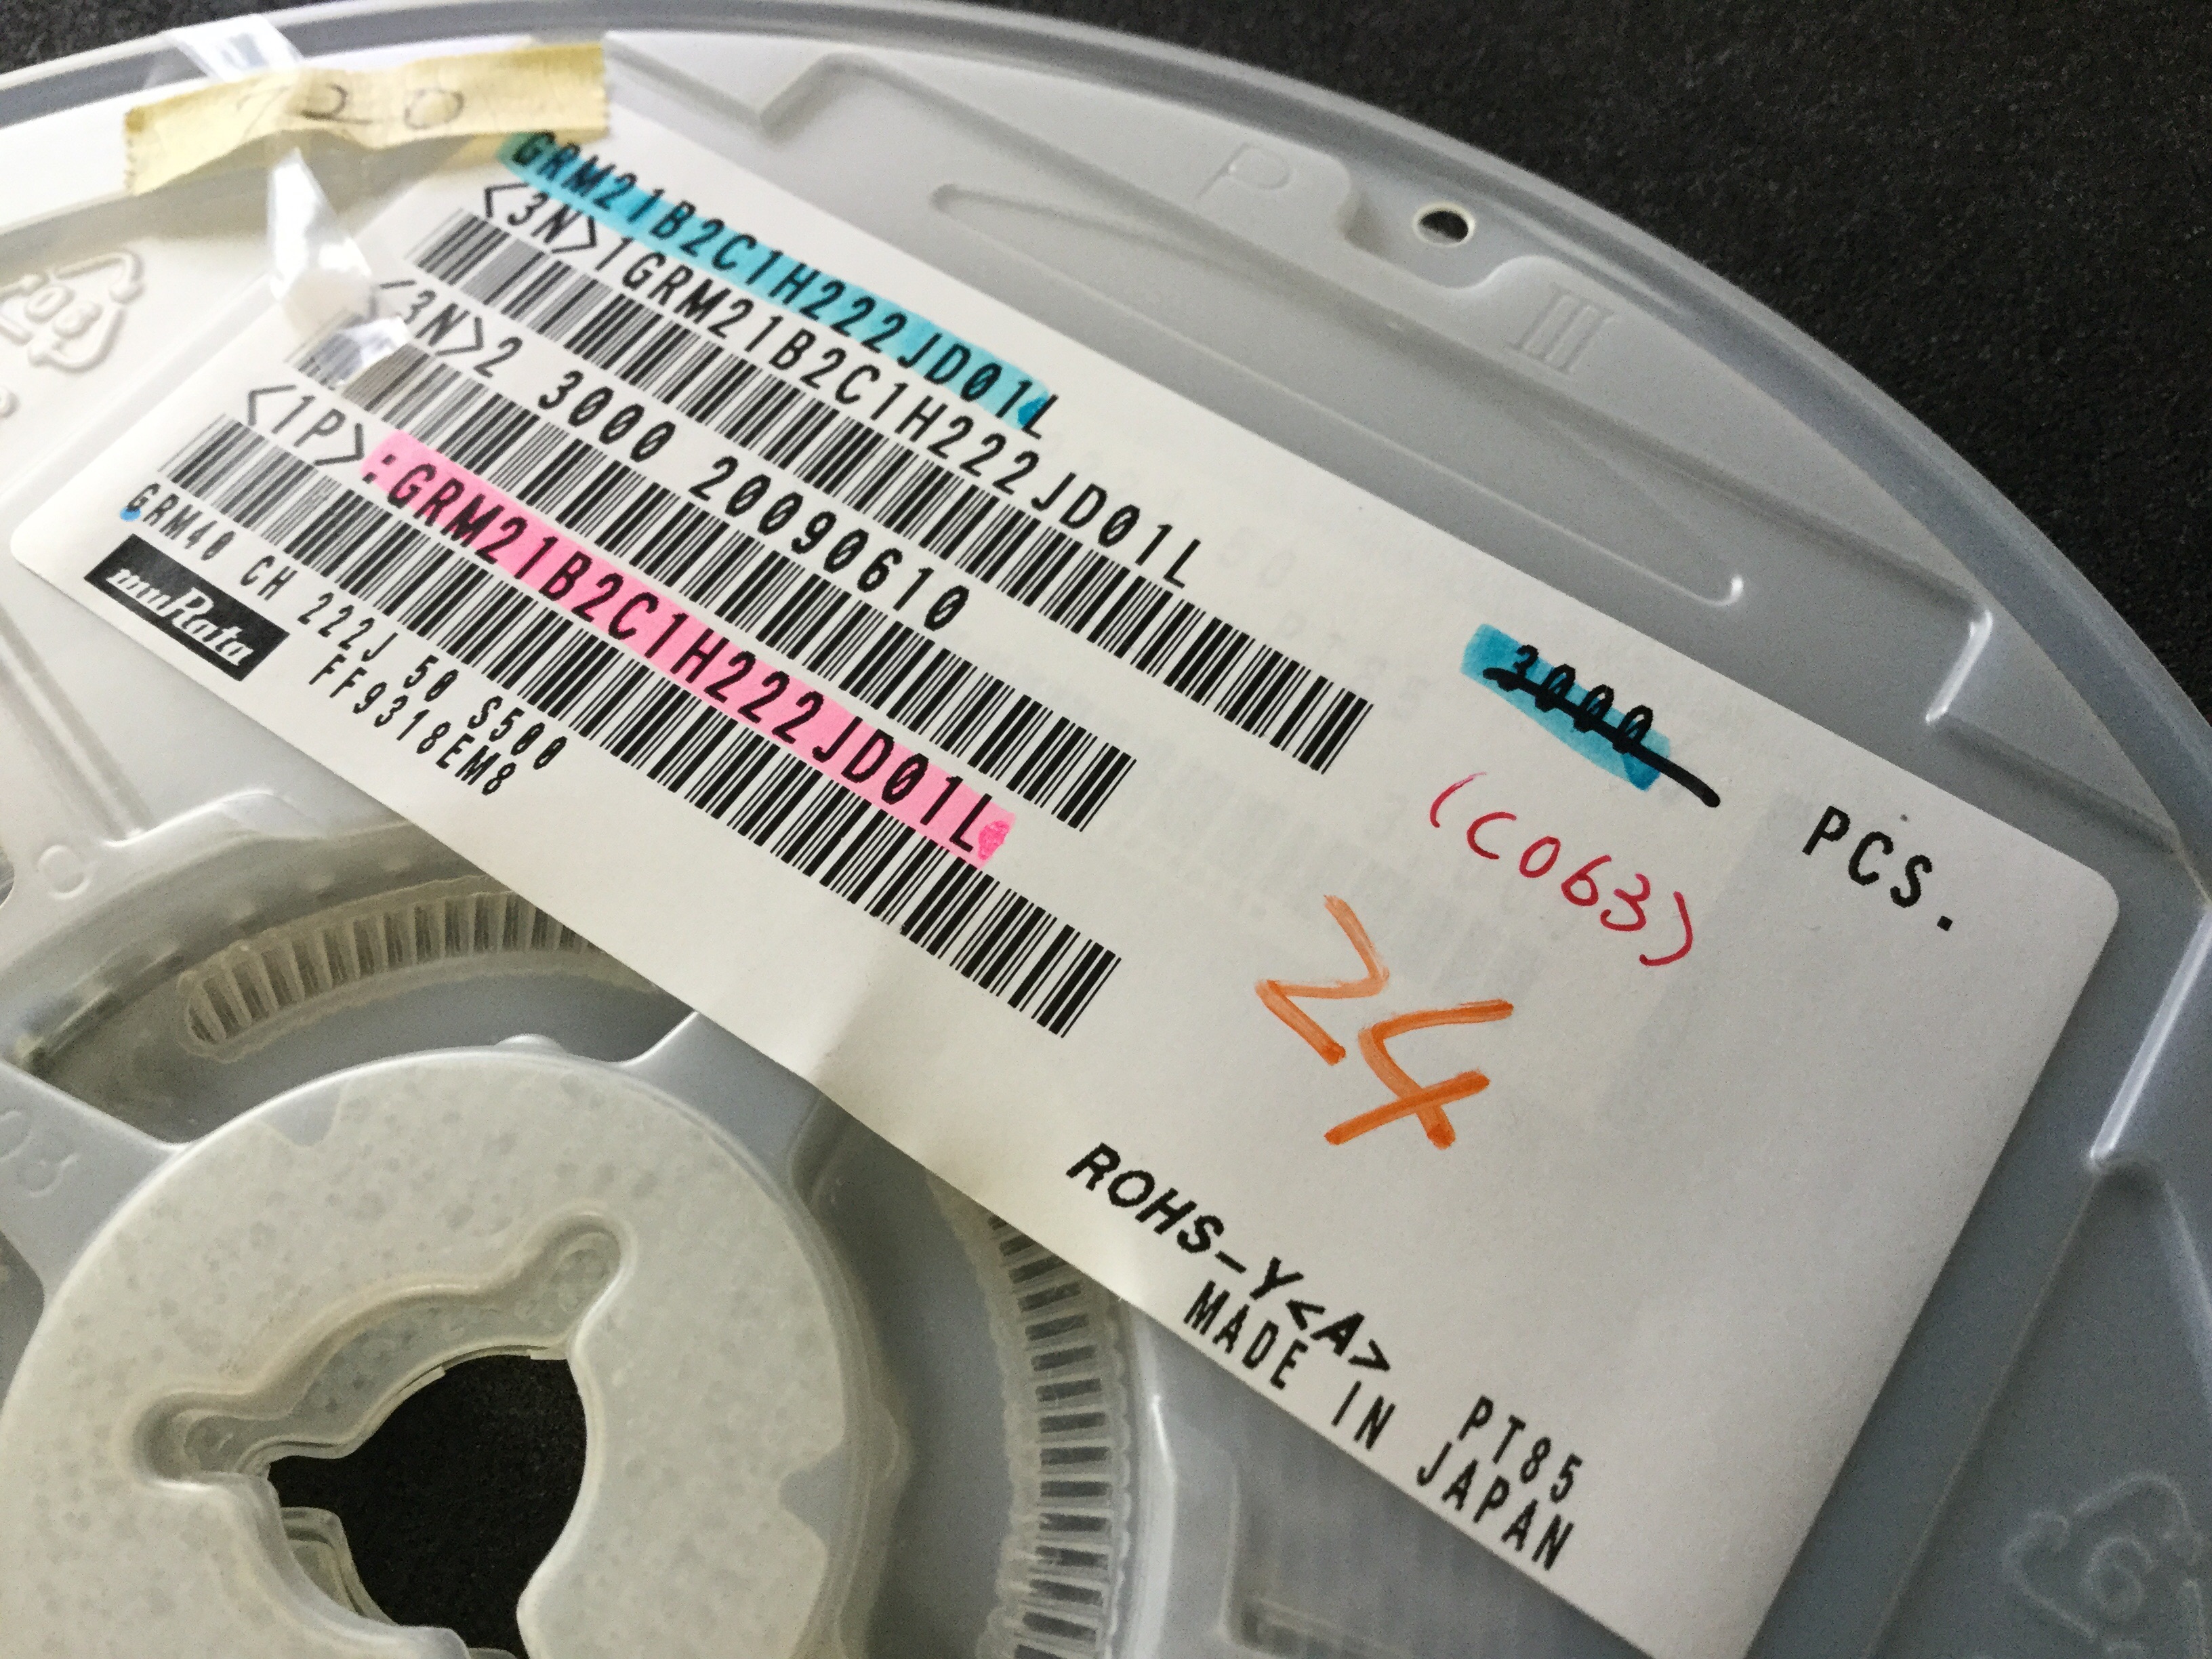 720
GRM21B2C1H222JD01L
<3N>1GRM21B2C1H222JD01L
<3N>2 3000 20090610
<1P>:GRM21B2C1H222JD01L
GRM40 CH 222J 50 S500
muRata
FF9318EM8
3000
PCS.
(C063)
24
ROHS-Y<A>
PT85
MADE IN JAPAN
P
III